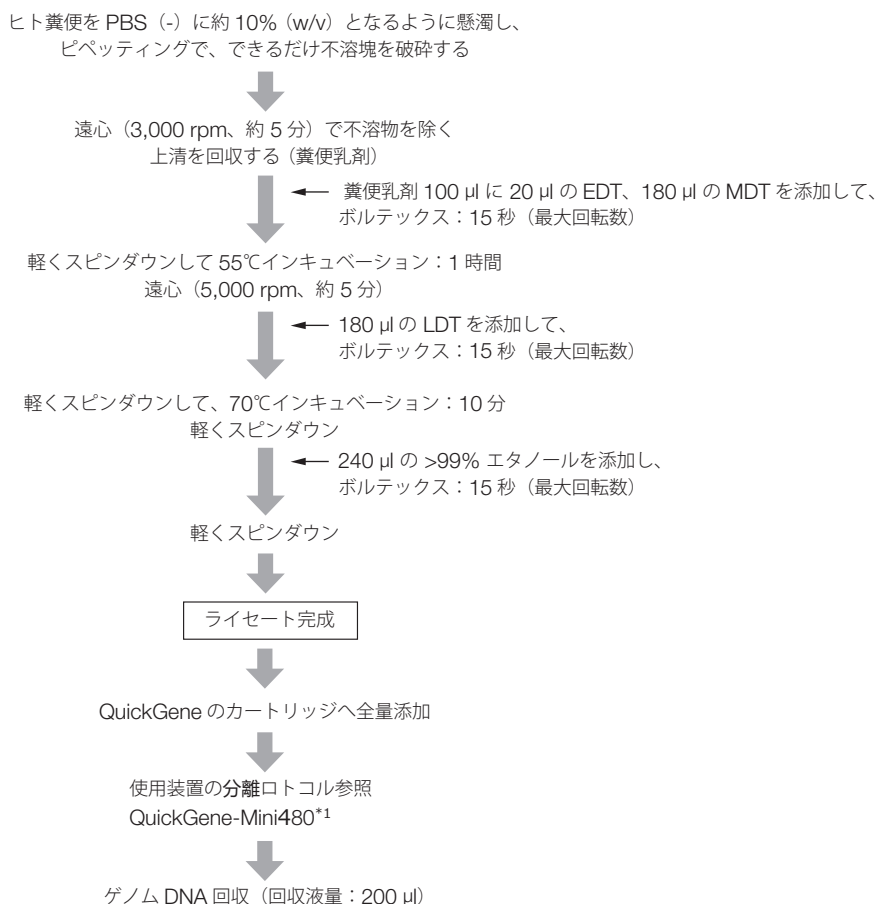 ヒト糞便を PBS（-）に約 10%（w/v）となるように懸濁し、
ピペッティングで、できるだけ不溶塊を破砕する
遠心（3,000 rpm、約 5 分）で不溶物を除く
上清を回収する（糞便乳剤）
糞便乳剤 100 µl に 20 µl の EDT、180 µl の MDT を添加して、
ボルテックス：15 秒（最大回転数）
軽くスピンダウンして 55℃インキュベーション：1 時間
遠心（5,000 rpm、約 5 分）
180 µl の LDT を添加して、
ボルテックス：15 秒（最大回転数）
軽くスピンダウンして、70℃インキュベーション：10 分
軽くスピンダウン
240 µl の >99% エタノールを添加し、
ボルテックス：15 秒（最大回転数）
軽くスピンダウン
ライセート完成
QuickGene のカートリッジへ全量添加
使用装置の分離ロトコル参照
QuickGene-Mini480*1
ゲノム DNA 回収（回収液量：200 µl）